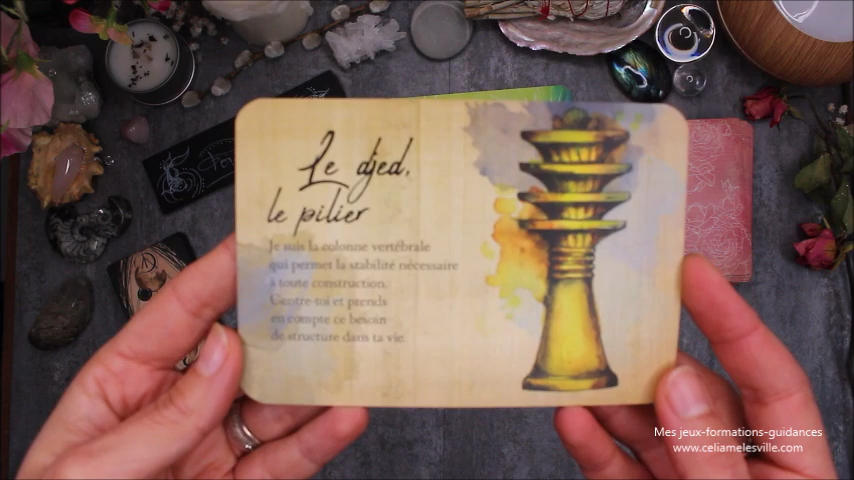 Le djed,
le pilier
Je suis la colonne vertébrale
qui permet la stabilité nécessaire
à toute construction.
Centre-toi et prends
en compte ce besoin
de structure dans ta vie.
Mes jeux-formations-guidances
www.celiamelesville.com